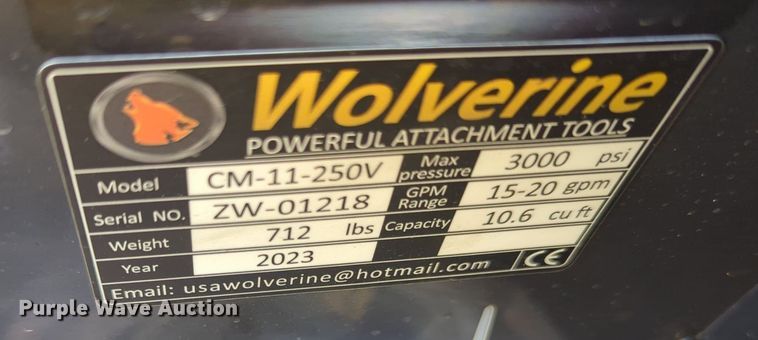 Wolverine
POWERFUL ATTACHMENT TOOLS
Model CM-11-250V Max pressure 3000 psi
Serial NO. ZW-01218 GPM Range 15-20 gpm
Weight 712 lbs Capacity 10.6 cu ft
Year 2023
Email: usawolverine@hotmail.com CE
Purple Wave Auction